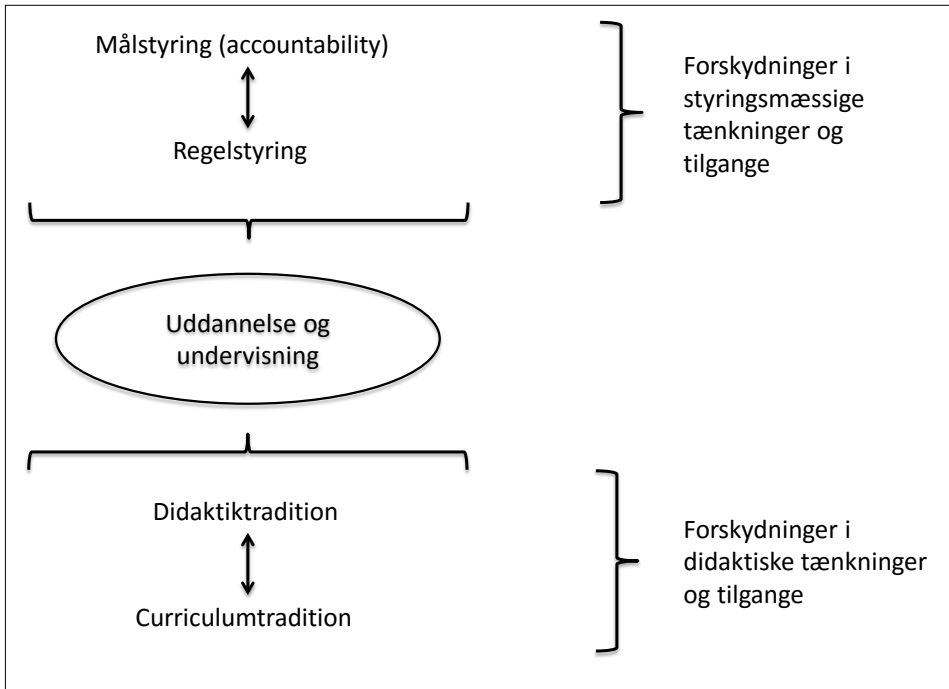 Målstyring (accountability)
Regelstyring
Forskydninger i
styringsmæssige
tænkninger og
tilgange
Uddannelse og
undervisning
Didaktiktradition
Curriculumtradition
Forskydninger i
didaktiske tænkninger
og tilgange